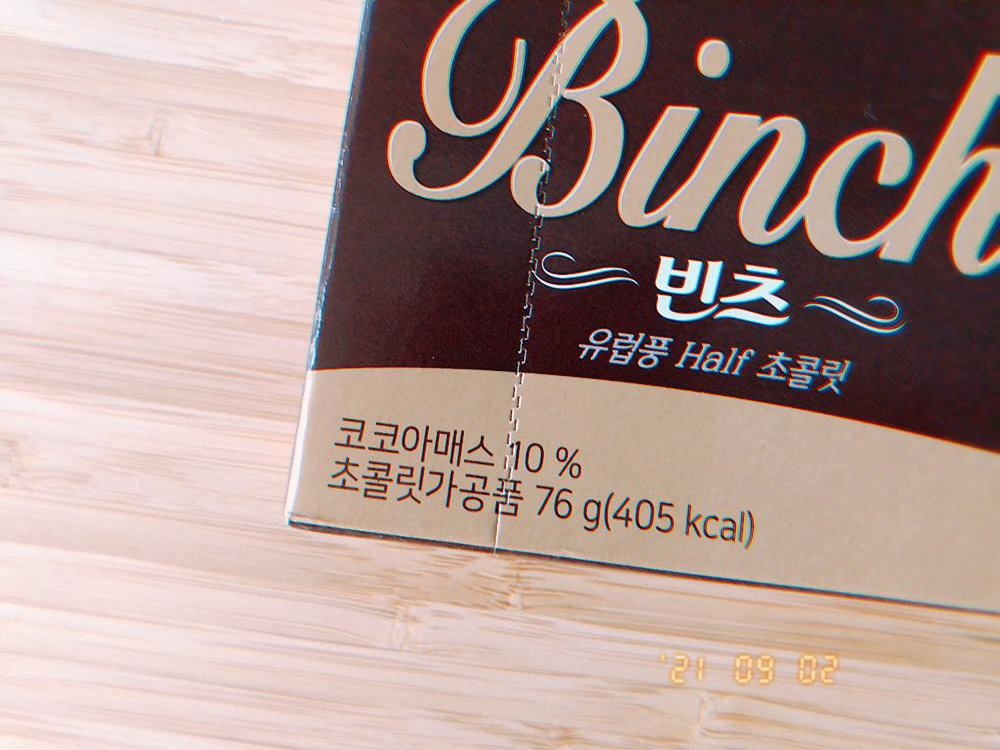 Binch
빈츠
유럽풍 Half 초콜릿
코코아매스 10 %
초콜릿가공품 76 g(405 kcal)
'21 09 02